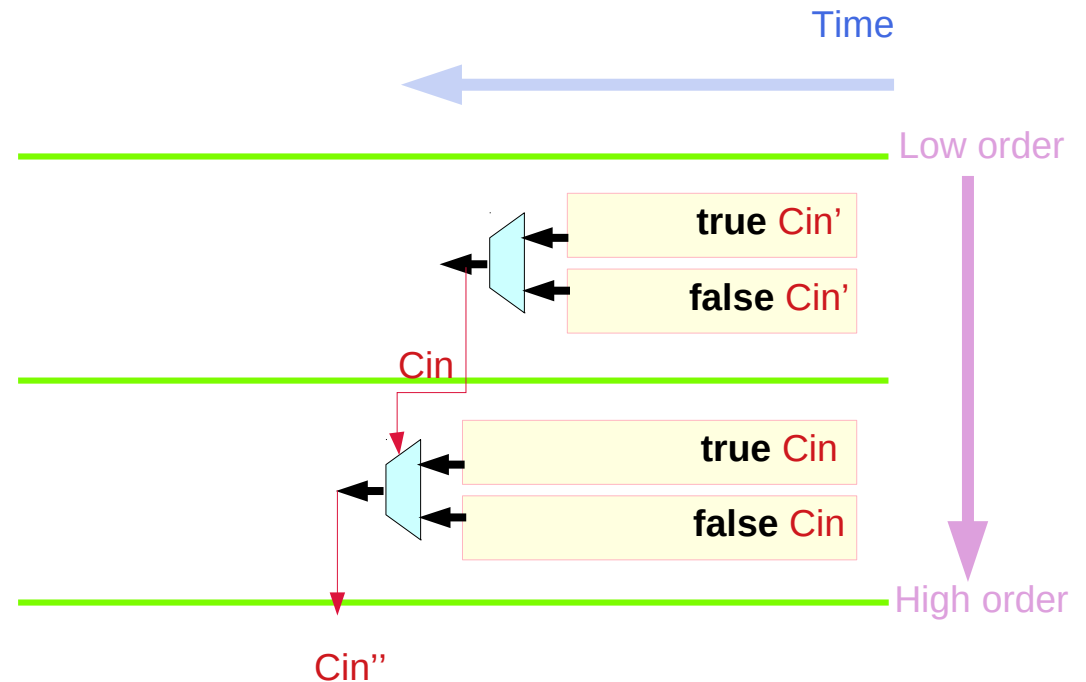 Time
Low order
true Cin’
false Cin’
Cin
true Cin
false Cin
High order
Cin’’